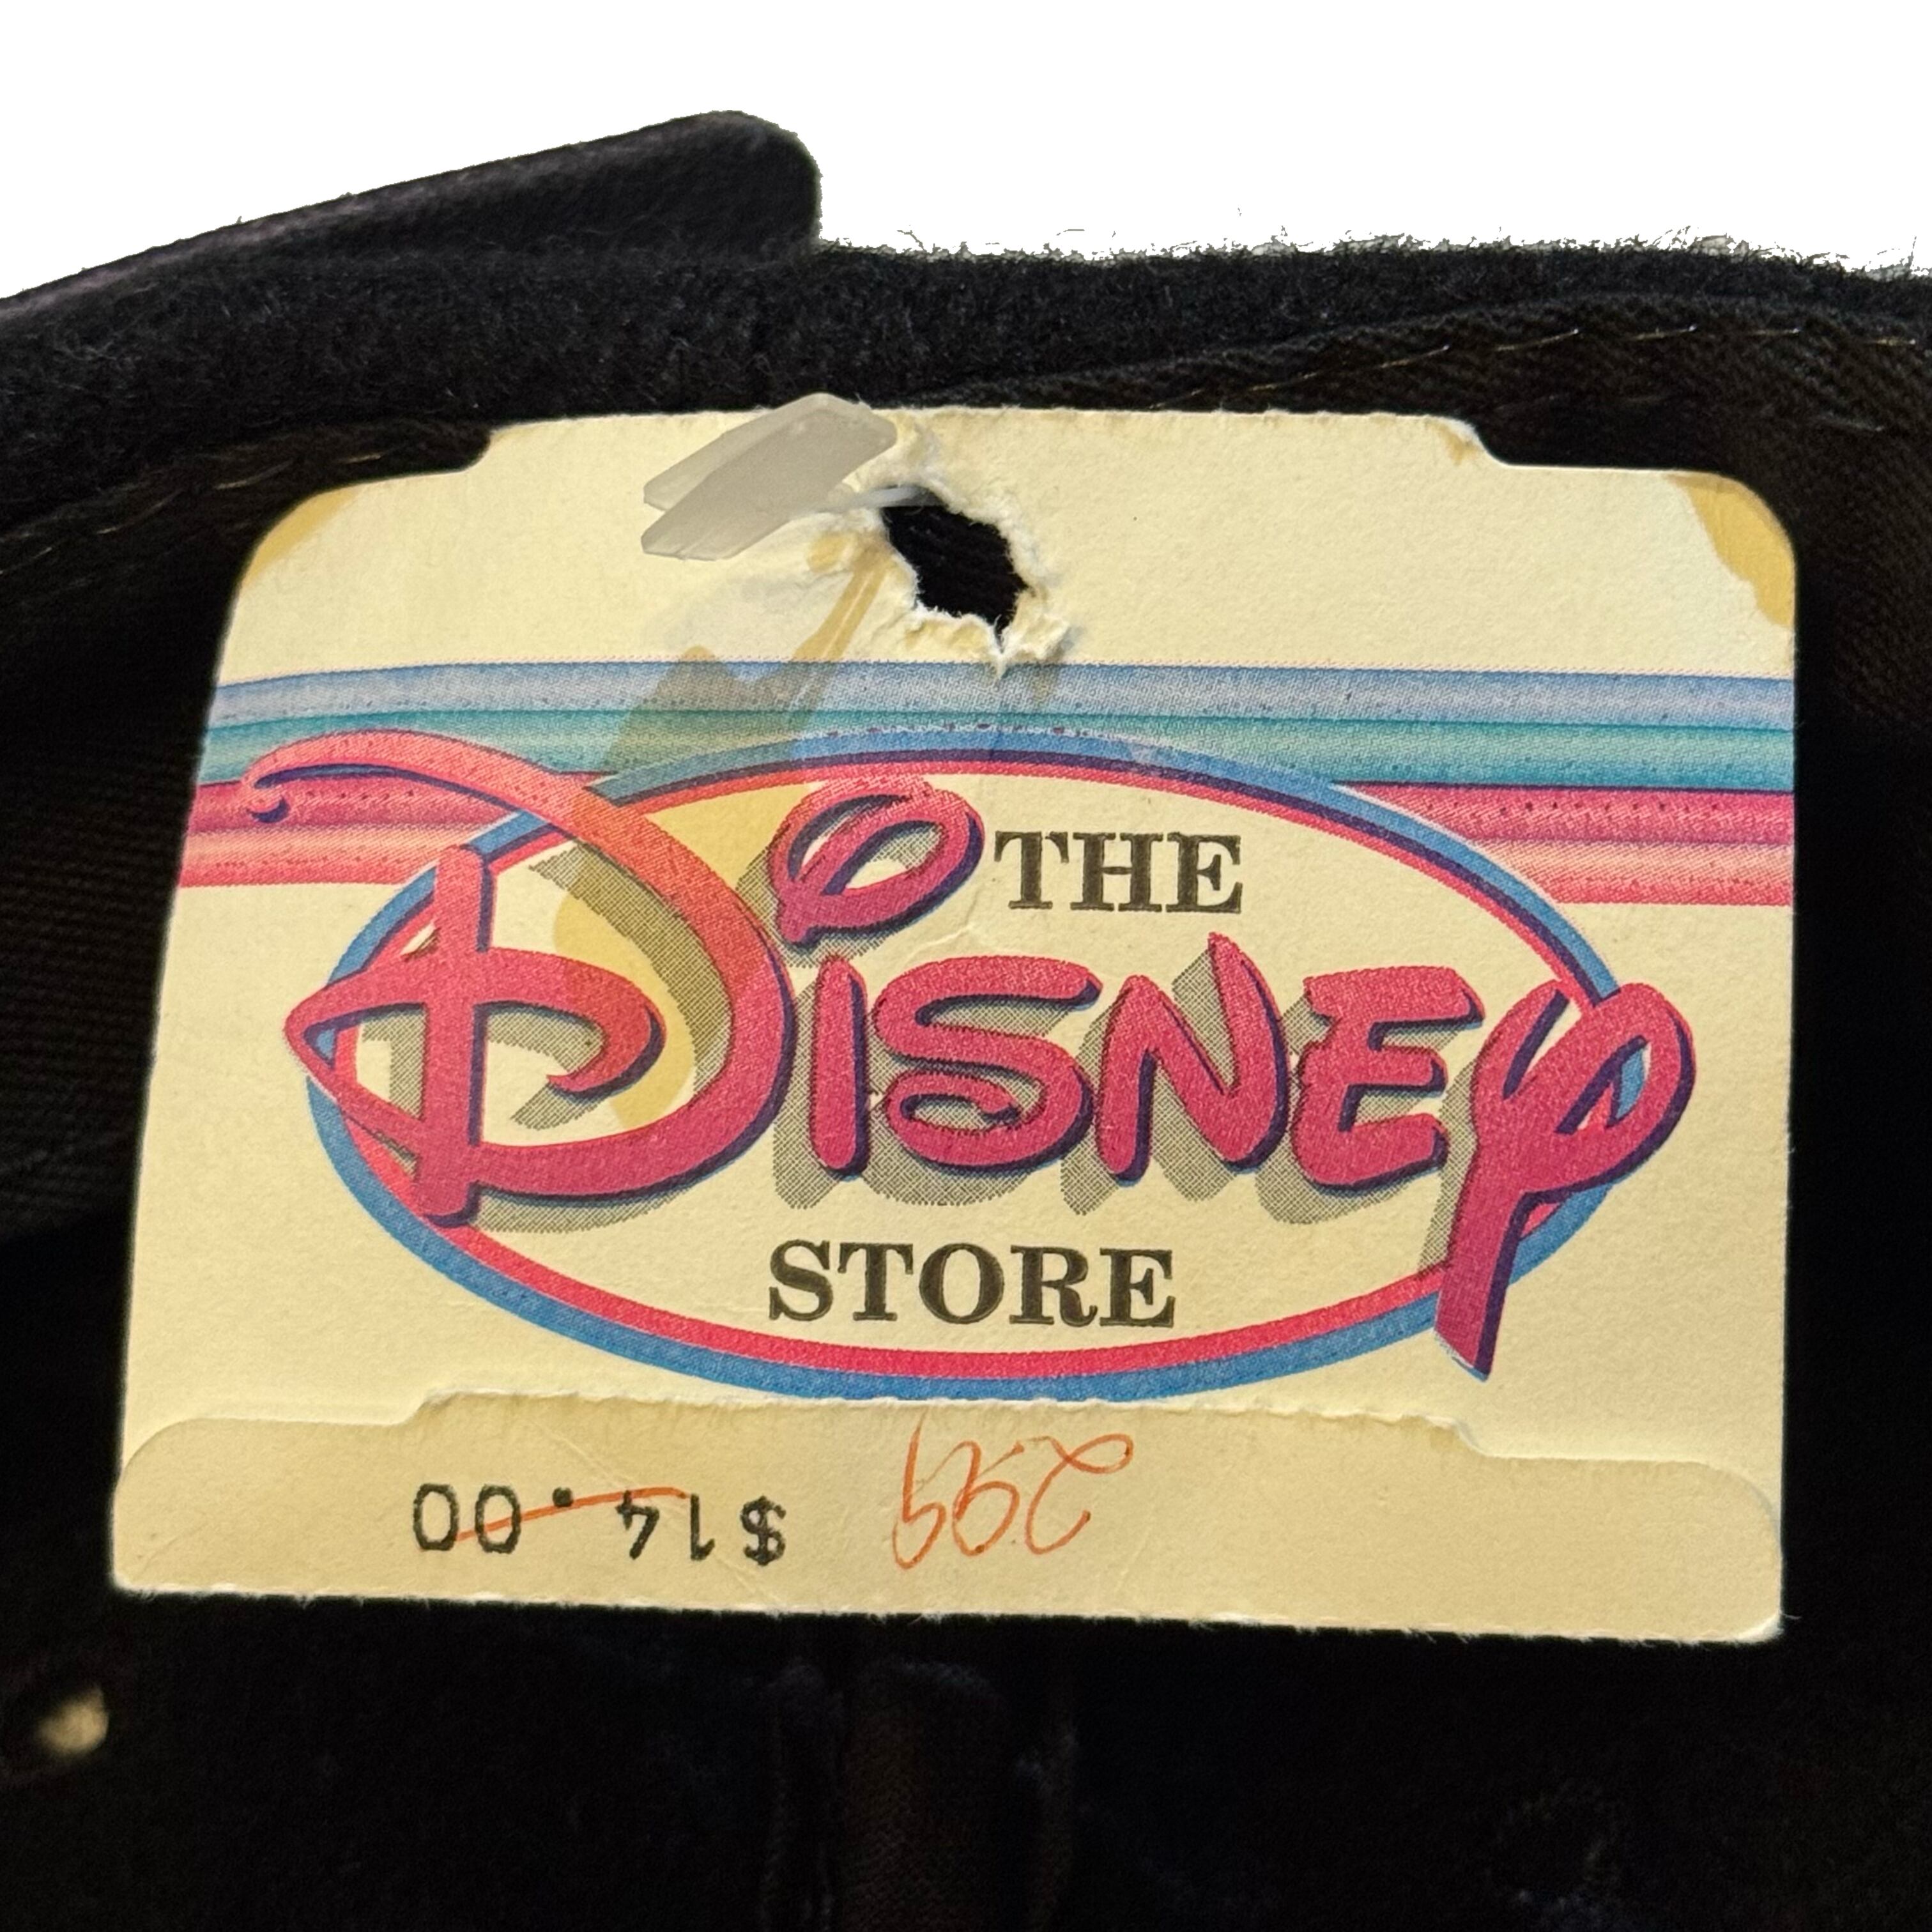 THE
DISNEY
STORE
299 $14.00